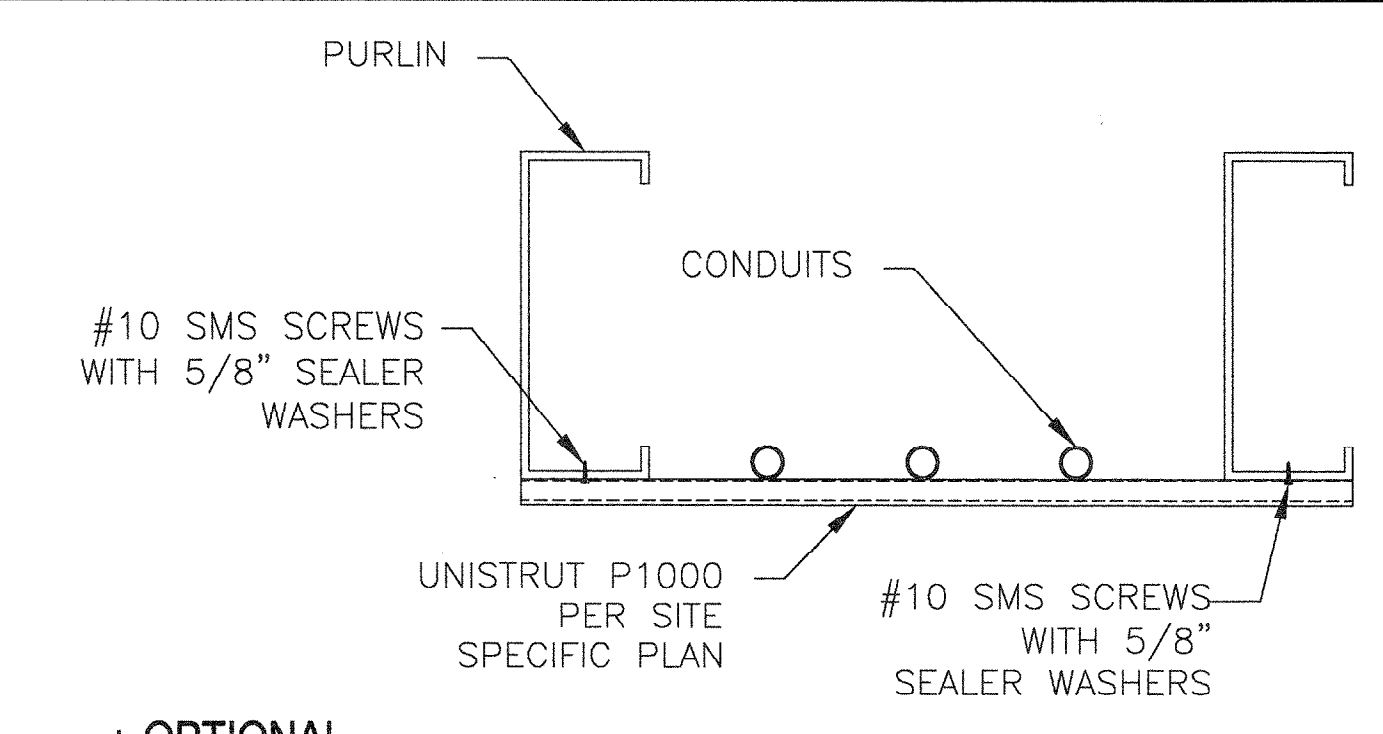 PURLIN
CONDUITS
#10 SMS SCREWS
WITH 5/8" SEALER
WASHERS
UNISTRUT P1000
PER SITE
SPECIFIC PLAN
#10 SMS SCREWS
WITH 5/8"
SEALER WASHERS
OPTIONAL